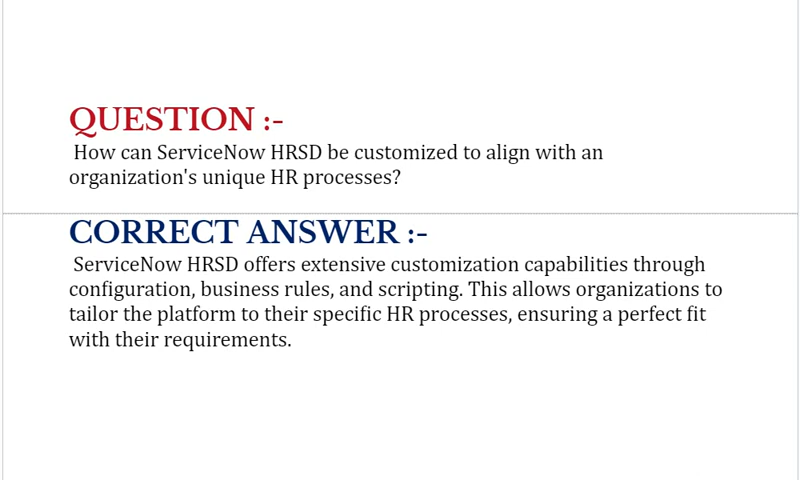 QUESTION :-
How can ServiceNow HRSD be customized to align with an
organization's unique HR processes?
CORRECT ANSWER :-
ServiceNow HRSD offers extensive customization capabilities through
configuration, business rules, and scripting. This allows organizations to
tailor the platform to their specific HR processes, ensuring a perfect fit
with their requirements.